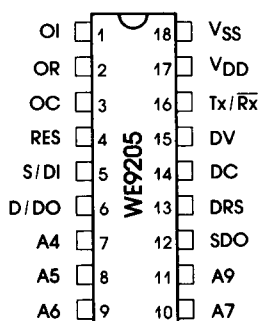 OI 1 18 VSS
OR 2 17 VDD
OC 3 16 Tx/R̅x̅
RES 4 15 DV
S/DI 5 14 DC
D/DO 6 13 DRS
A4 7 12 SDO
A5 8 11 A9
A6 9 10 A7
WE9205